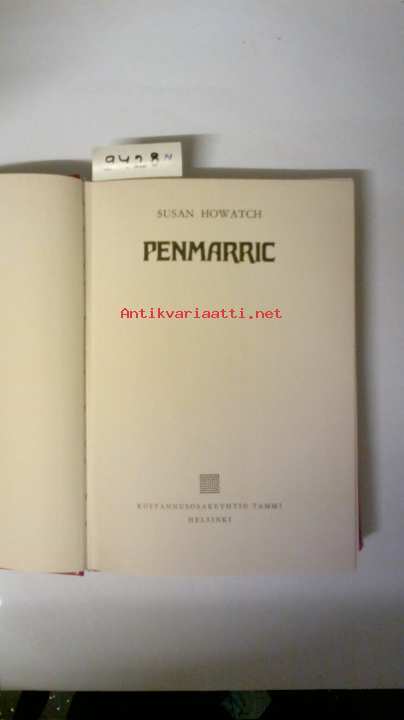 9428 N
SUSAN HOWATCH
PENMARRIC
Antikvariaatti.net
KUSTANNUSOSAKEYHTIÖ TAMMI
HELSINKI